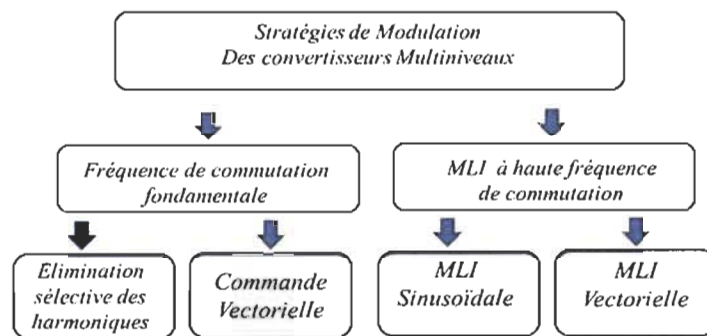 Stratégies de Modulation
Des convertisseurs Multiniveaux
Fréquence de commutation
fondamentale
MLI à haute fréquence
de commutation
Elimination
sélective des
harmoniques
Commande
Vectorielle
MLI
Sinusoïdale
MLI
Vectorielle